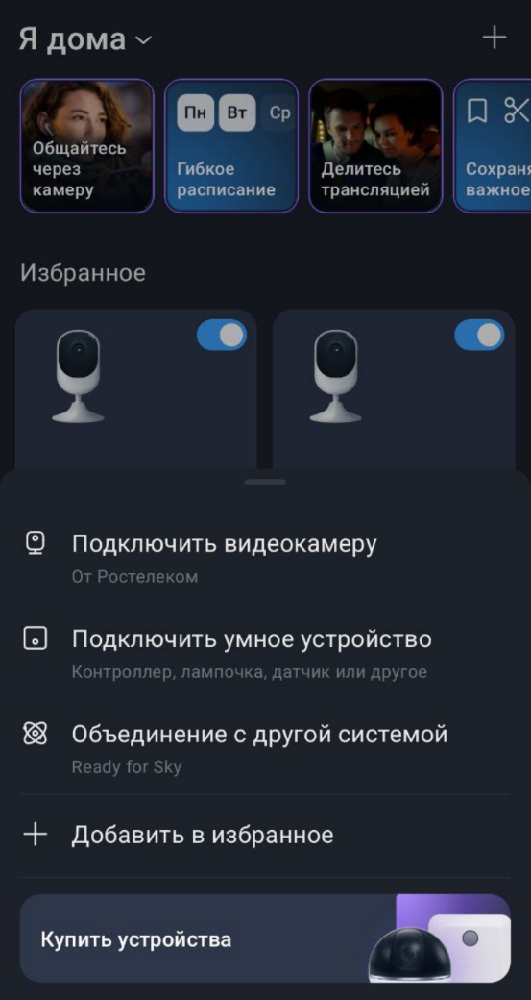 Я дома
Общайтесь
через
камеру
Пн Вт Ср
Гибкое
расписание
Делитесь
трансляцией
Сохраня
важное
Избранное
Подключить видеокамеру
От Ростелеком
Подключить умное устройство
Контроллер, лампочка, датчик или другое
Объединение с другой системой
Ready for Sky
Добавить в избранное
Купить устройства